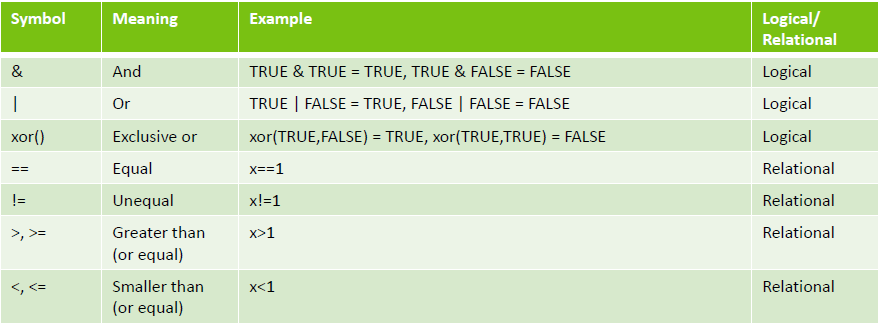 Symbol Meaning Example Logical/
Relational
& And TRUE & TRUE = TRUE, TRUE & FALSE = FALSE Logical
| Or TRUE | FALSE = TRUE, FALSE | FALSE = FALSE Logical
xor() Exclusive or xor(TRUE,FALSE) = TRUE, xor(TRUE,TRUE) = FALSE Logical
== Equal x==1 Relational
!= Unequal x!=1 Relational
>, >= Greater than x>1 Relational
(or equal)
<, <= Smaller than x<1 Relational
(or equal)